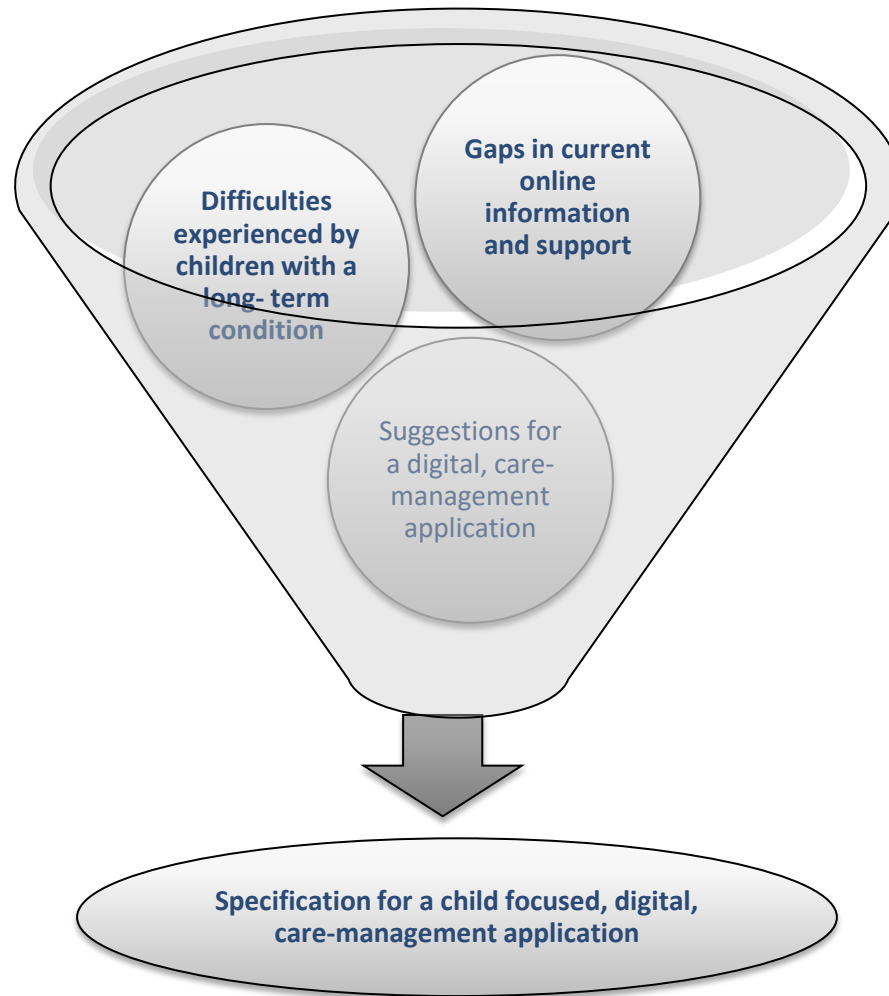 Difficulties
experienced by
children with a
long- term
condition
Gaps in current
online
information
and support
Suggestions for
a digital, care-
management
application
Specification for a child focused, digital,
care-management application